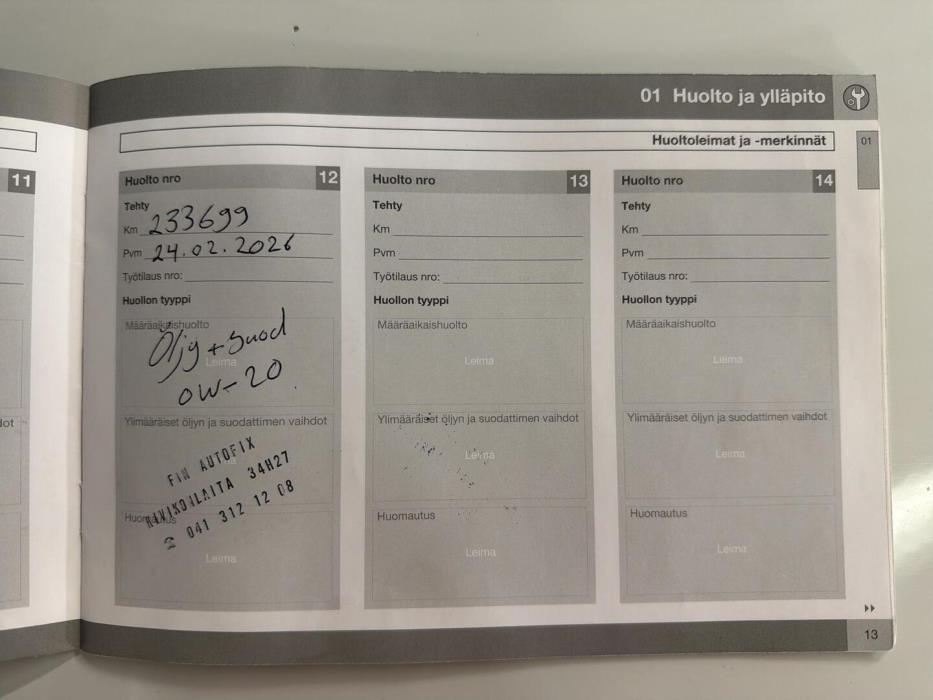 01 Huolto ja ylläpito
Huoltoleimat ja -merkinnät
01
11
dot
Huolto nro 12
Tehty
Km 233699
Pvm 24.02.2026
Työtilaus nro:
Huollon tyyppi
Määräaikaishuolto
Öljy + suod
Leima
0W-20
Ylimääräiset öljyn ja suodattimen vaihdot
FIN AUTOFIX
34H27
☎ 041 312 12 08
Huomautus
Leima
Huolto nro 13
Tehty
Km
Pvm
Työtilaus nro:
Huollon tyyppi
Määräaikaishuolto
Leima
Ylimääräiset öljyn ja suodattimen vaihdot
Leima
Huomautus
Leima
Huolto nro 14
Tehty
Km
Pvm
Työtilaus nro:
Huollon tyyppi
Määräaikaishuolto
Leima
Ylimääräiset öljyn ja suodattimen vaihdot
Leima
Huomautus
Leima
13